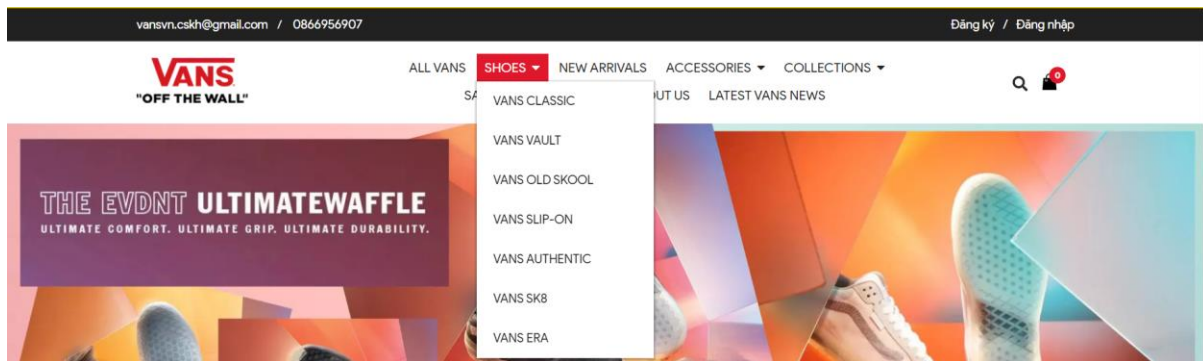 vansvn.cskh@gmail.com / 0866956907
Đăng ký / Đăng nhập
VANS
"OFF THE WALL"
ALL VANS SHOES NEW ARRIVALS ACCESSORIES COLLECTIONS
UT US LATEST VANS NEWS
0
VANS CLASSIC
VANS VAULT
VANS OLD SKOOL
VANS SLIP-ON
VANS AUTHENTIC
VANS SK8
VANS ERA
THE EVDNT ULTIMATEWAFFLE
ULTIMATE COMFORT. ULTIMATE GRIP. ULTIMATE DURABILITY.